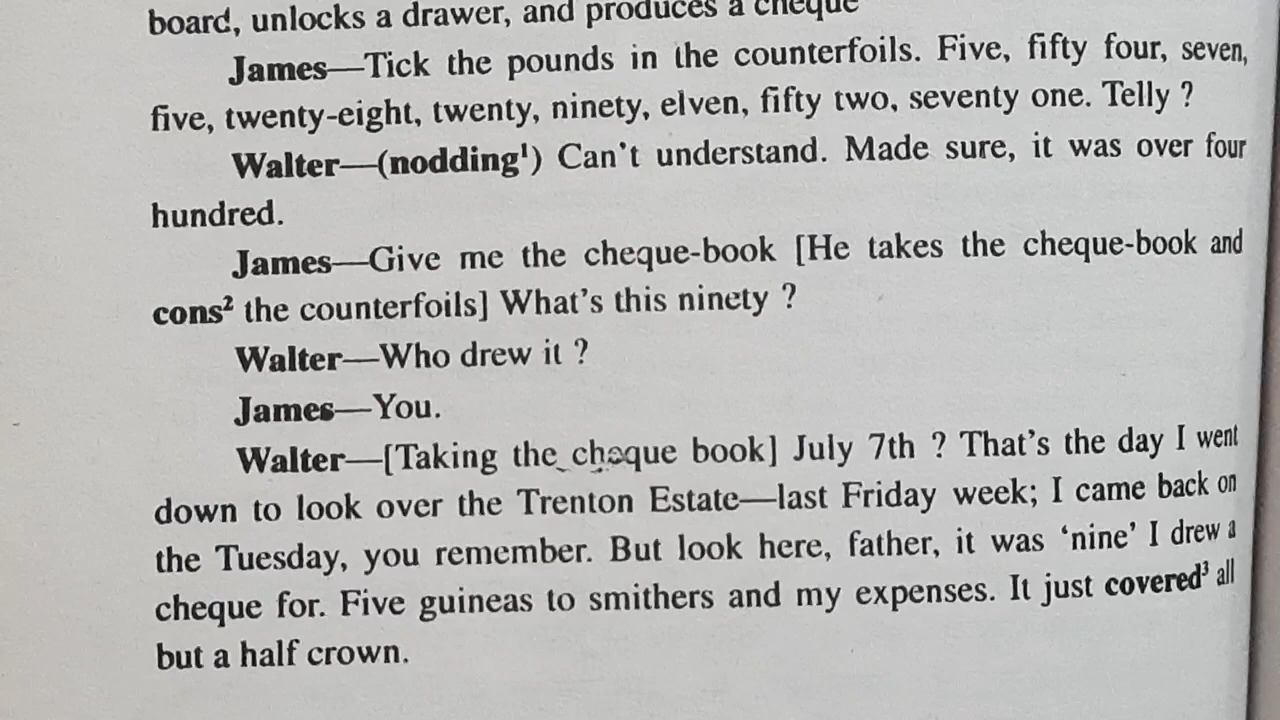 board, unlocks a drawer, and produces a cheque
James—Tick the pounds in the counterfoils. Five, fifty four, seven,
five, twenty-eight, twenty, ninety, elven, fifty two, seventy one. Telly ?
Walter—(nodding¹) Can't understand. Made sure, it was over four
hundred.
James—Give me the cheque-book [He takes the cheque-book and
cons² the counterfoils] What's this ninety ?
Walter—Who drew it ?
James—You.
Walter—[Taking the cheque book] July 7th ? That's the day I went
down to look over the Trenton Estate—last Friday week; I came back on
the Tuesday, you remember. But look here, father, it was ‘nine’ I drew a
cheque for. Five guineas to smithers and my expenses. It just covered³ all
but a half crown.